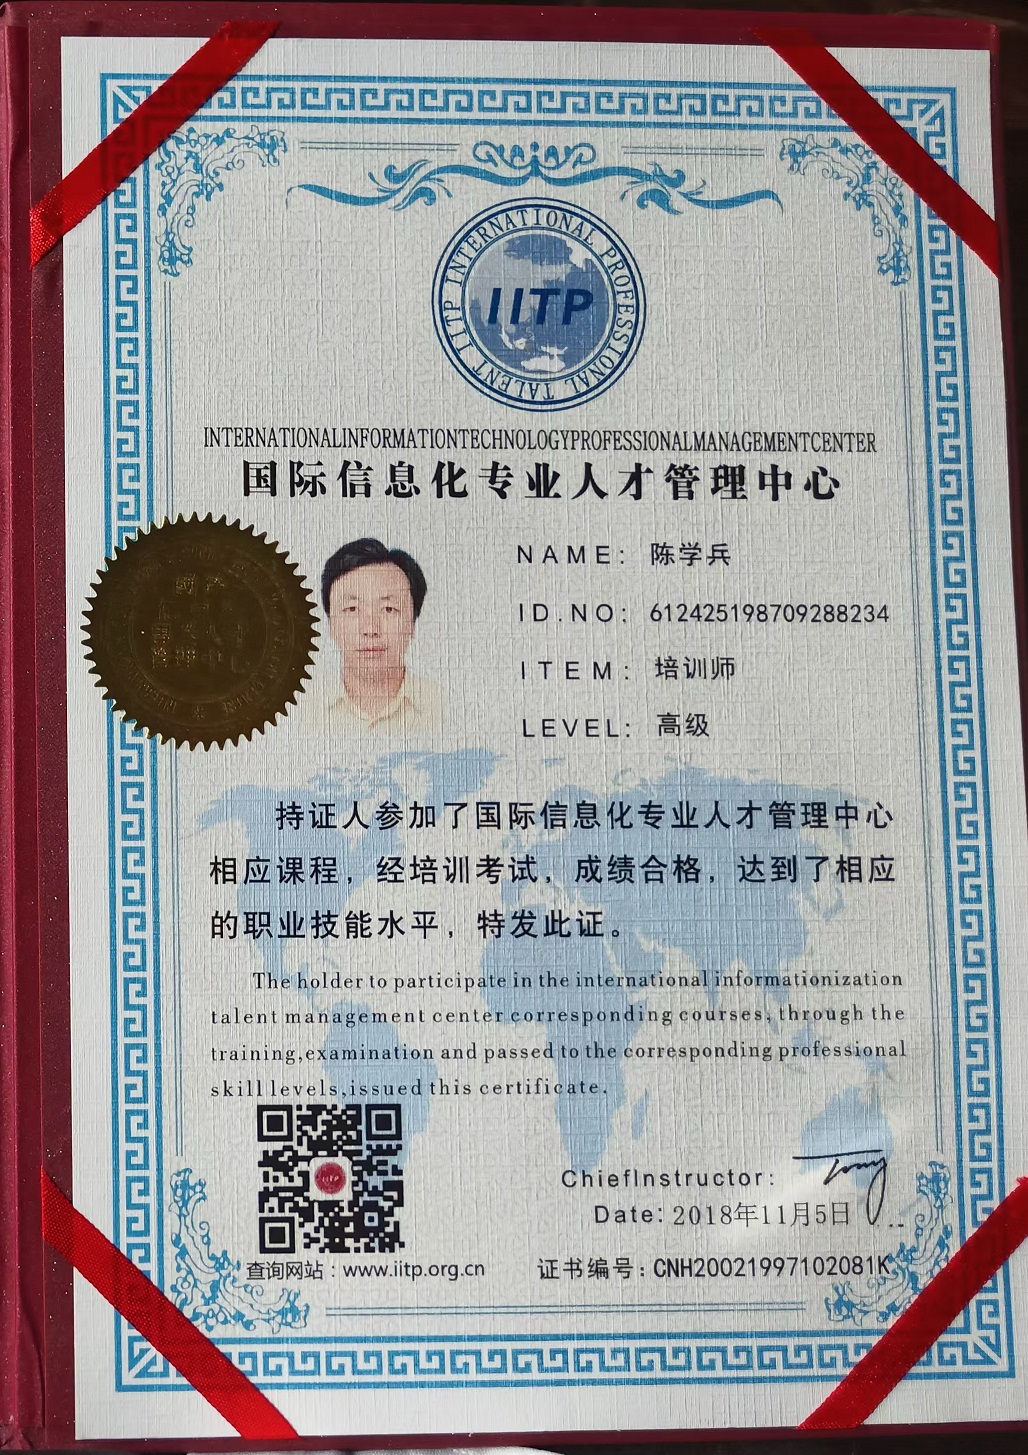 INTERNATIONAL PROFESSIONAL TALENT IITP
IITP
INTERNATIONALINFORMATIONTECHNOLOGYPROFESSIONALMANAGEMENTCENTER
国际信息化专业人才管理中心
NAME: 陈学兵
ID.NO: 612425198709288234
ITEM: 培训师
LEVEL: 高级
持证人参加了国际信息化专业人才管理中心
相应课程，经培训考试，成绩合格，达到了相应
的职业技能水平，特发此证。
The holder to participate in the international informationization
talent management center corresponding courses, through the
training,examination and passed to the corresponding professional
skill levels,issued this certificate.
ChiefInstructor: Tony
Date: 2018年11月5日
查询网站：www.iitp.org.cn
证书编号：CNH20021997102081K